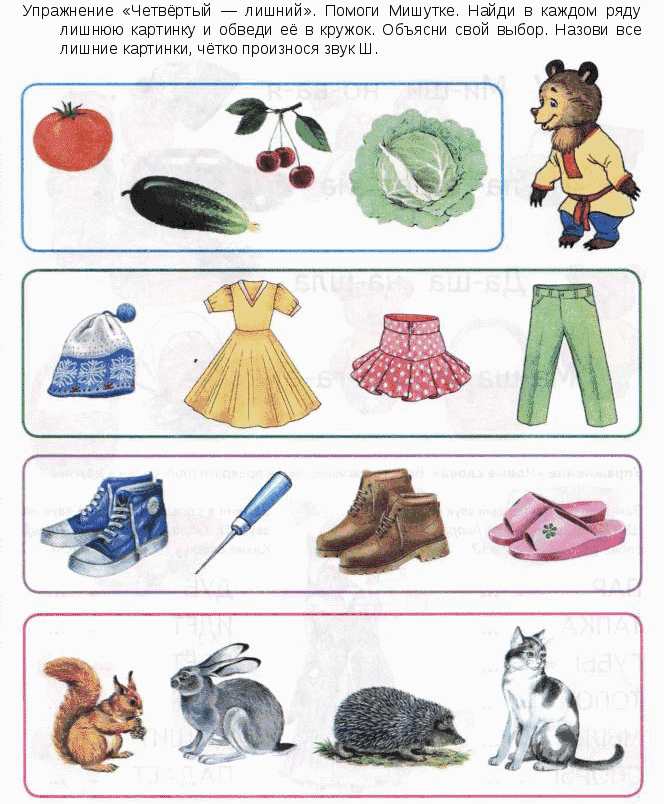 Упражнение «Четвёртый — лишний». Помоги Мишутке. Найди в каждом ряду
лишнюю картинку и обведи её в кружок. Объясни свой выбор. Назови все
лишние картинки, чётко произнося звук Ш.